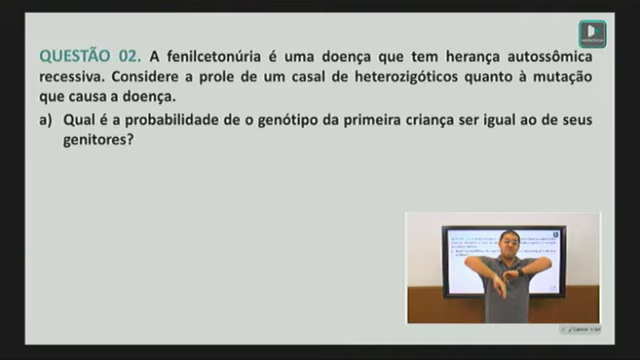 QUESTÃO 02. A fenilcetonúria é uma doença que tem herança autossômica
recessiva. Considere a prole de um casal de heterozigóticos quanto à mutação
que causa a doença.
a) Qual é a probabilidade de o genótipo da primeira criança ser igual ao de seus
genitores?